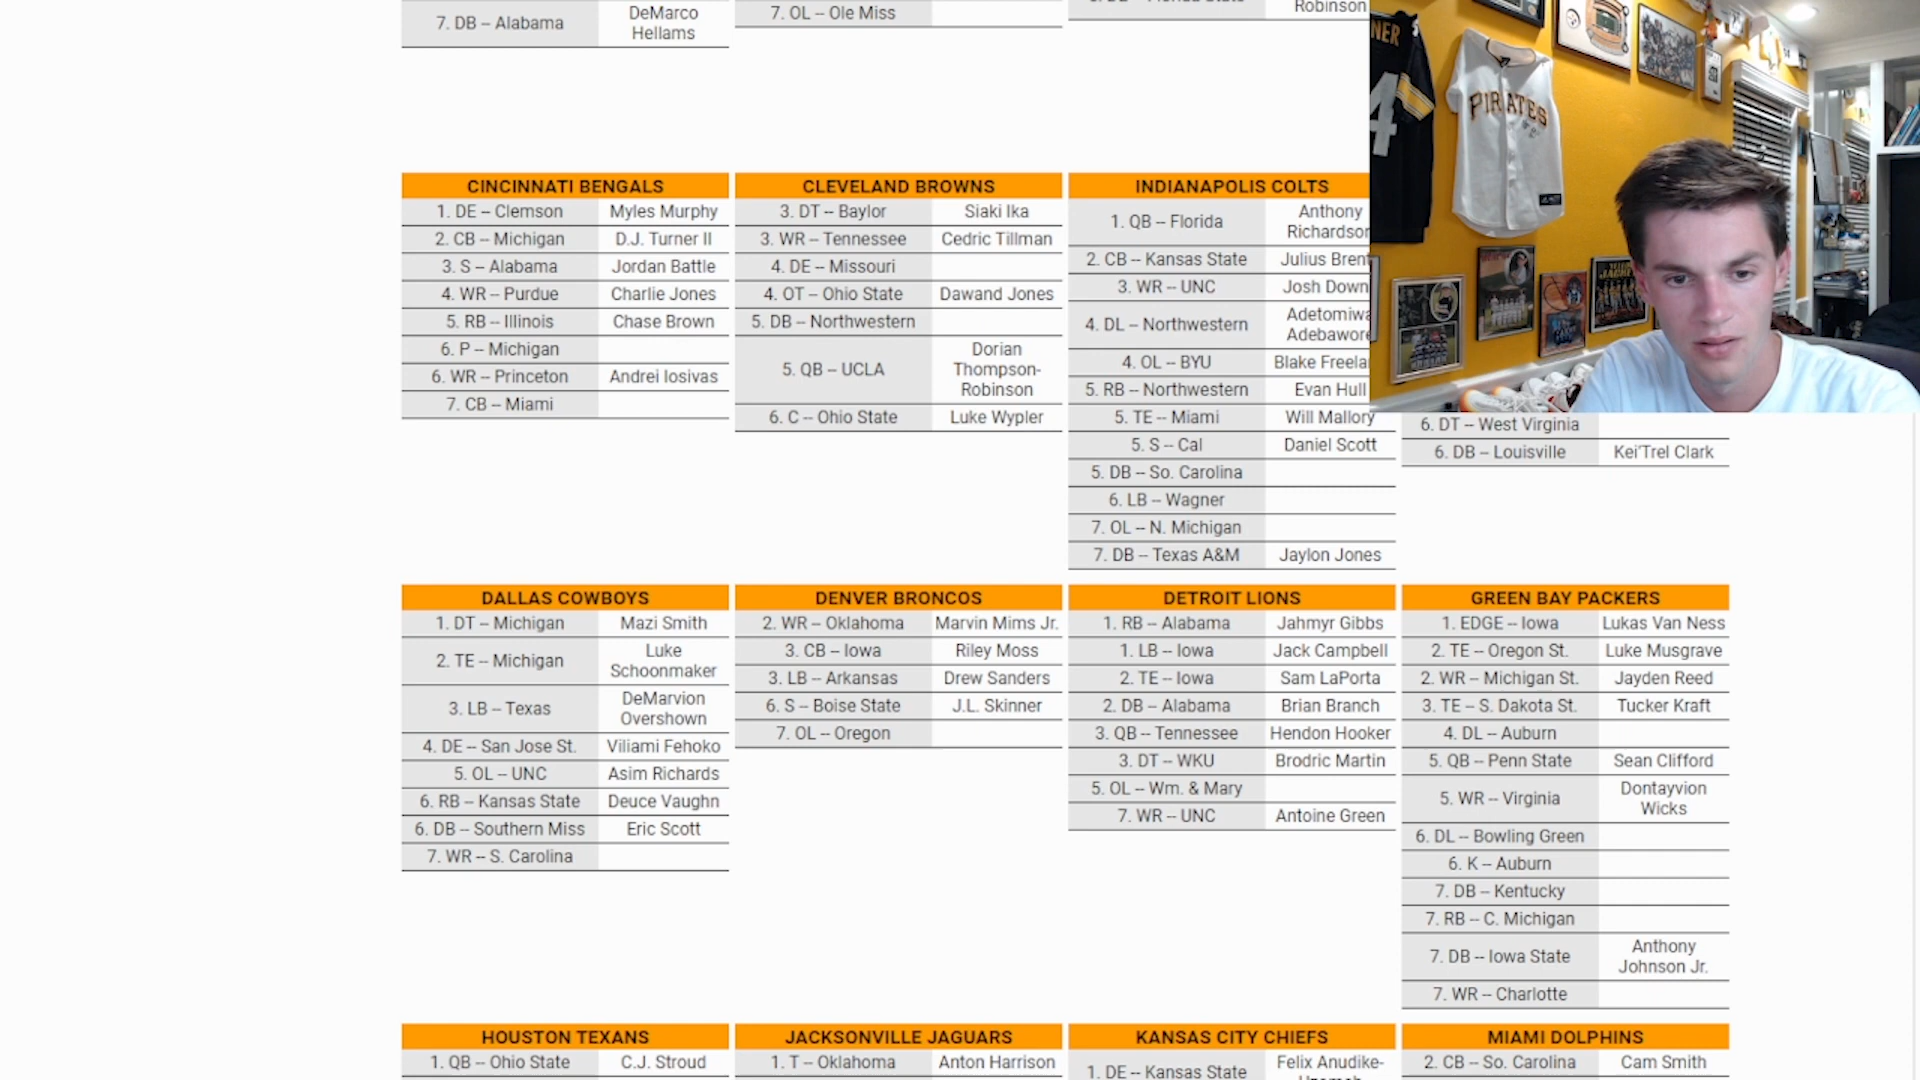 7. DB -- Alabama
DeMarco
Hellams
7. OL -- Ole Miss
Robinson
NER
4
PIRATES
CINCINNATI BENGALS
1. DE -- Clemson Myles Murphy
2. CB -- Michigan D.J. Turner II
3. S -- Alabama Jordan Battle
4. WR -- Purdue Charlie Jones
5. RB -- Illinois Chase Brown
6. P -- Michigan
6. WR -- Princeton Andrei Iosivas
7. CB -- Miami
CLEVELAND BROWNS
3. DT -- Baylor Siaki Ika
3. WR -- Tennessee Cedric Tillman
4. DE -- Missouri
4. OT -- Ohio State Dawand Jones
5. DB -- Northwestern
5. QB -- UCLA
Dorian
Thompson-
Robinson
6. C -- Ohio State Luke Wypler
INDIANAPOLIS COLTS
1. QB -- Florida
Anthony
Richardson
2. CB -- Kansas State Julius Brent
3. WR -- UNC Josh Down
4. DL -- Northwestern
Adetomiwa
Adebawore
4. OL -- BYU Blake Freela
5. RB -- Northwestern Evan Hull
5. TE -- Miami Will Mallory
5. S -- Cal Daniel Scott
5. DB -- So. Carolina
6. LB -- Wagner
7. OL -- N. Michigan
7. DB -- Texas A&M Jaylon Jones
6. DT -- West Virginia
6. DB -- Louisville Kei'Trel Clark
DALLAS COWBOYS
1. DT -- Michigan Mazi Smith
2. TE -- Michigan
Luke
Schoonmaker
3. LB -- Texas
DeMarvion
Overshown
4. DE -- San Jose St. Viliami Fehoko
5. OL -- UNC Asim Richards
6. RB -- Kansas State Deuce Vaughn
6. DB -- Southern Miss Eric Scott
7. WR -- S. Carolina
DENVER BRONCOS
2. WR -- Oklahoma Marvin Mims Jr.
3. CB -- Iowa Riley Moss
3. LB -- Arkansas Drew Sanders
6. S -- Boise State J.L. Skinner
7. OL -- Oregon
DETROIT LIONS
1. RB -- Alabama Jahmyr Gibbs
1. LB -- Iowa Jack Campbell
2. TE -- Iowa Sam LaPorta
2. DB -- Alabama Brian Branch
3. QB -- Tennessee Hendon Hooker
3. DT -- WKU Brodric Martin
5. OL -- Wm. & Mary
7. WR -- UNC Antoine Green
GREEN BAY PACKERS
1. EDGE -- Iowa Lukas Van Ness
2. TE -- Oregon St. Luke Musgrave
2. WR -- Michigan St. Jayden Reed
3. TE -- S. Dakota St. Tucker Kraft
4. DL -- Auburn
5. QB -- Penn State Sean Clifford
5. WR -- Virginia
Dontayvion
Wicks
6. DL -- Bowling Green
6. K -- Auburn
7. DB -- Kentucky
7. RB -- C. Michigan
7. DB -- Iowa State
Anthony
Johnson Jr.
7. WR -- Charlotte
HOUSTON TEXANS
1. QB -- Ohio State C.J. Stroud
JACKSONVILLE JAGUARS
1. T -- Oklahoma Anton Harrison
KANSAS CITY CHIEFS
1. DE -- Kansas State
Felix Anudike-
MIAMI DOLPHINS
2. CB -- So. Carolina Cam Smith